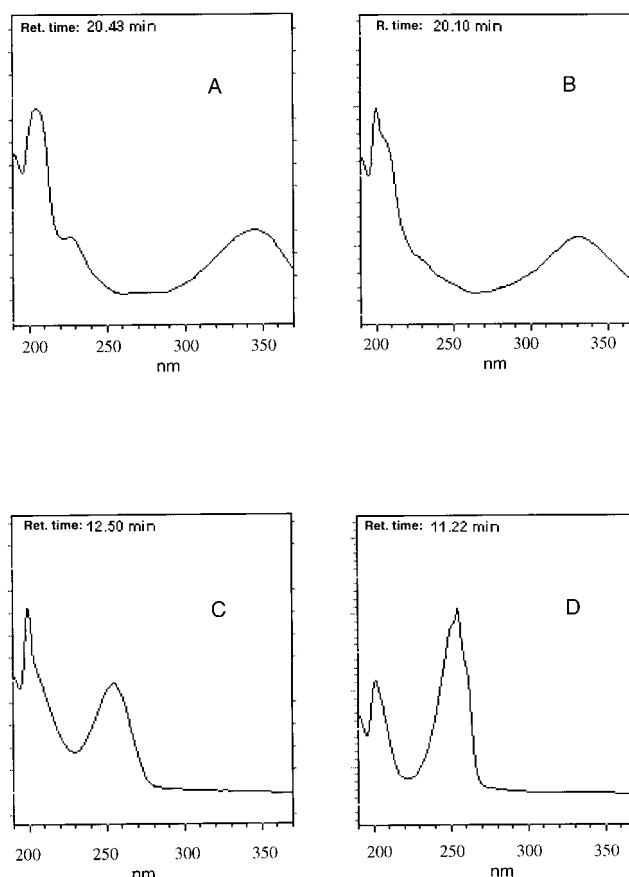 Ret. time: 20.43 min
A
200 250 300 350
nm
R. time: 20.10 min
B
200 250 300 350
nm
Ret. time: 12.50 min
C
200 250 300 350
nm
Ret. time: 11.22 min
D
200 250 300 350
nm